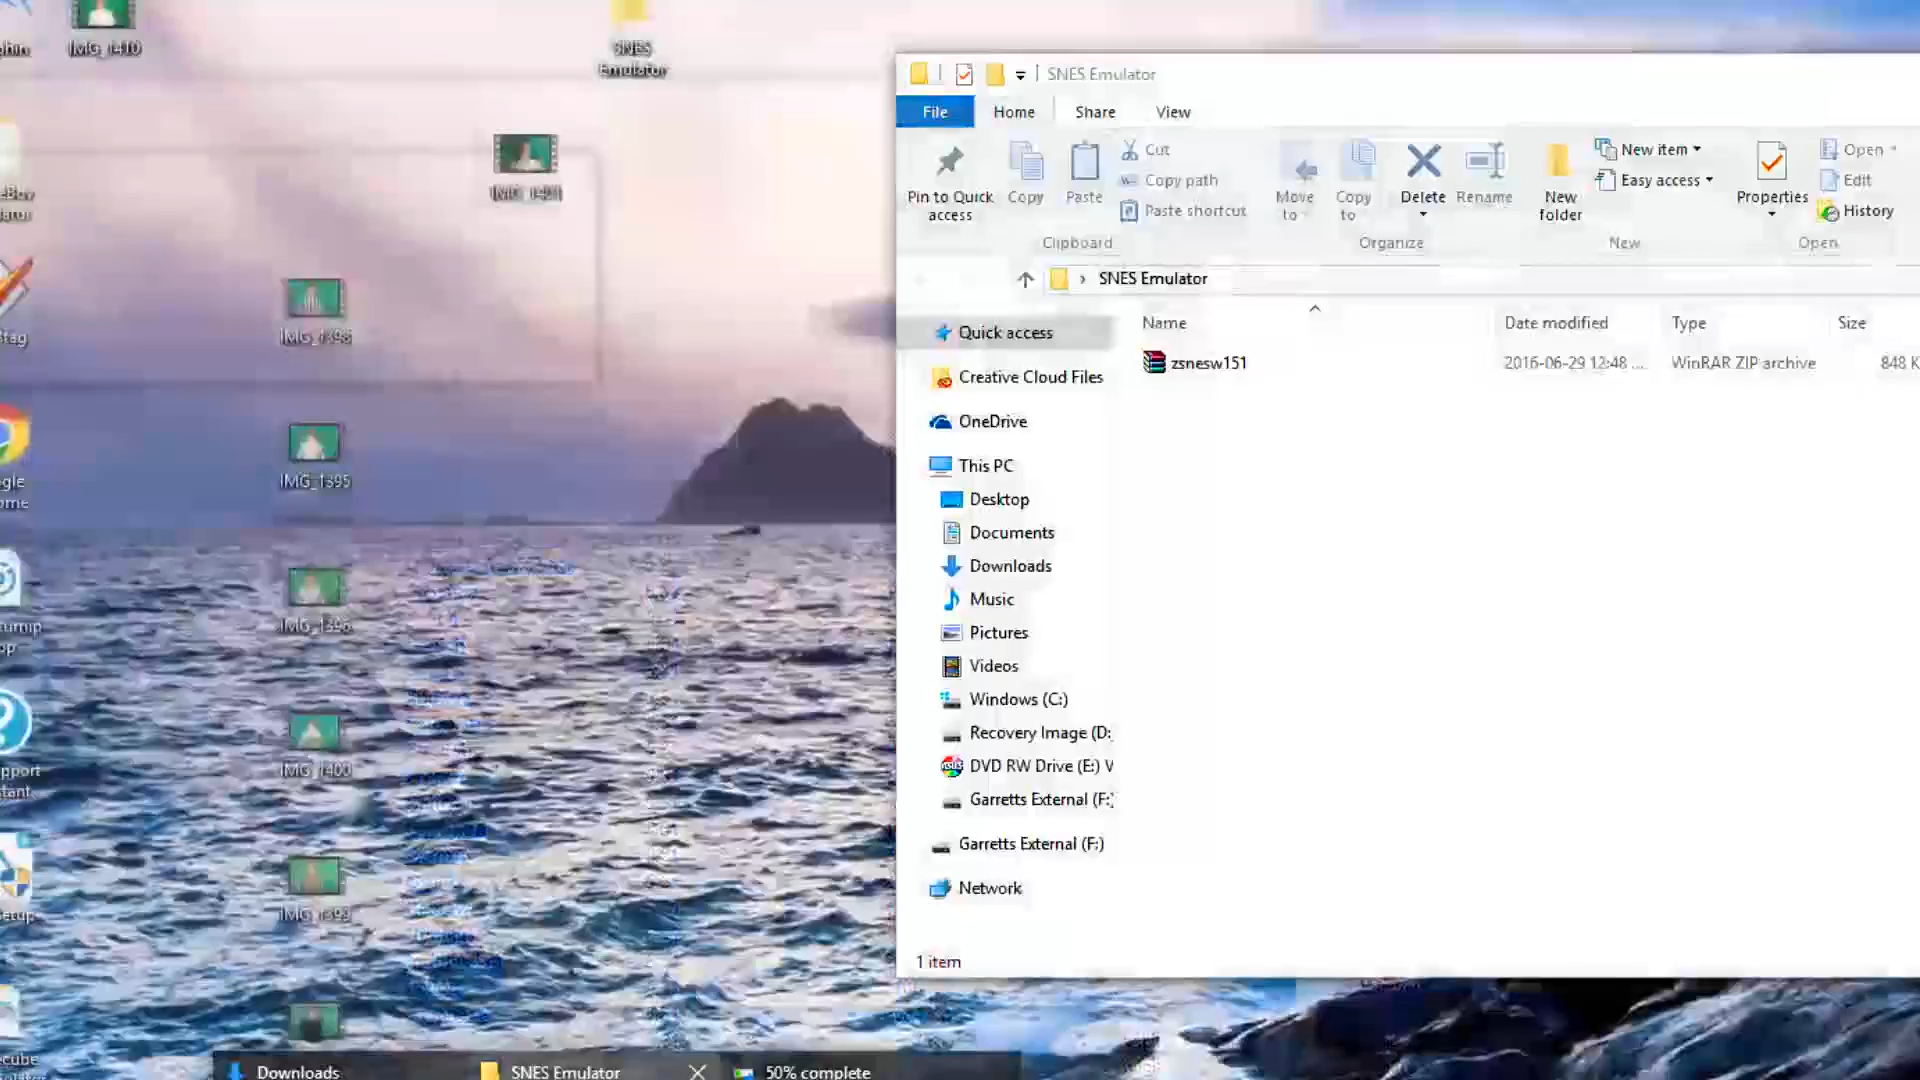 IMG_1410
SNES
Emulator
IMG_1401
IMG_1398
IMG_1395
IMG_1396
IMG_1400
IMG_1399
SNES Emulator
File Home Share View
Pin to Quick
access
Copy
Paste
Cut
Copy path
Paste shortcut
Clipboard
Move
to
Copy
to
Delete
Rename
Organize
New
folder
New item
Easy access
New
Properties
Open
Edit
History
Open
› SNES Emulator
Name Date modified Type Size
zsnesw151 2016-06-29 12:48 ... WinRAR ZIP archive 848 K
Quick access
Creative Cloud Files
OneDrive
This PC
Desktop
Documents
Downloads
Music
Pictures
Videos
Windows (C:)
Recovery Image (D:
DVD RW Drive (E:) V
Garretts External (F:)
Garretts External (F:)
Network
1 item
Downloads SNES Emulator 50% complete